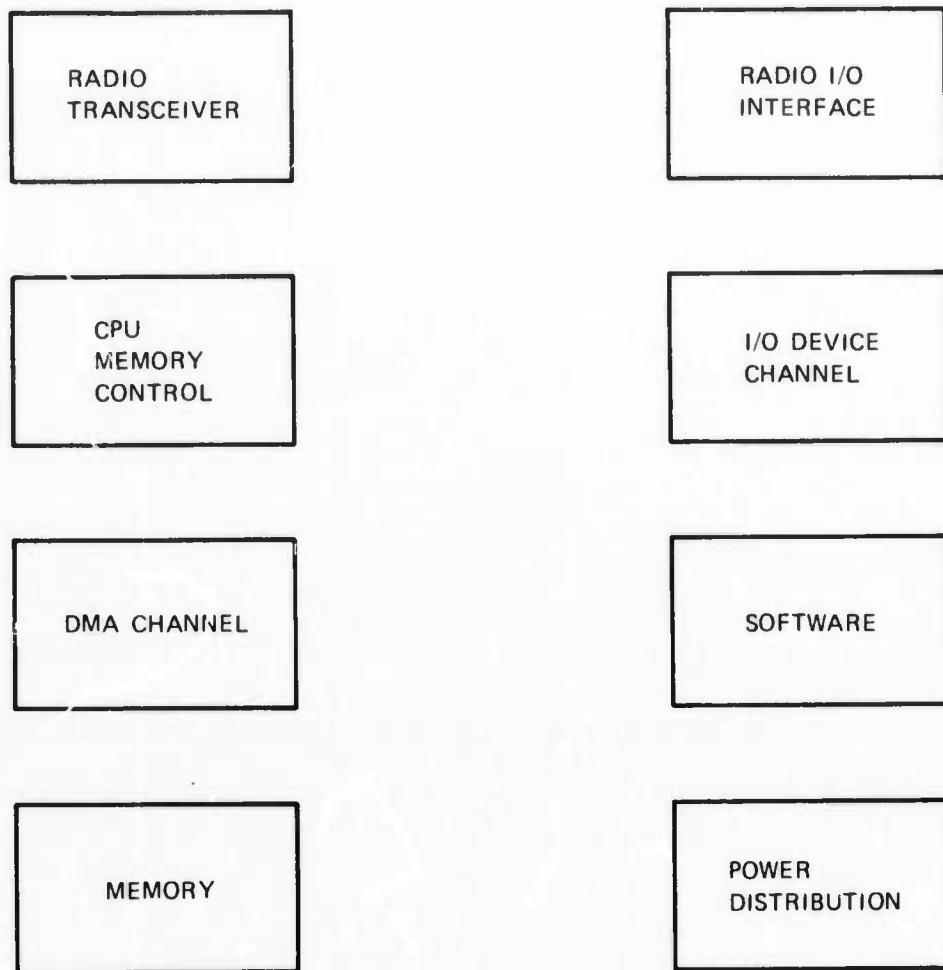 RADIO
TRANSCEIVER
RADIO I/O
INTERFACE
CPU
MEMORY
CONTROL
I/O DEVICE
CHANNEL
DMA CHANNEL
SOFTWARE
MEMORY
POWER
DISTRIBUTION